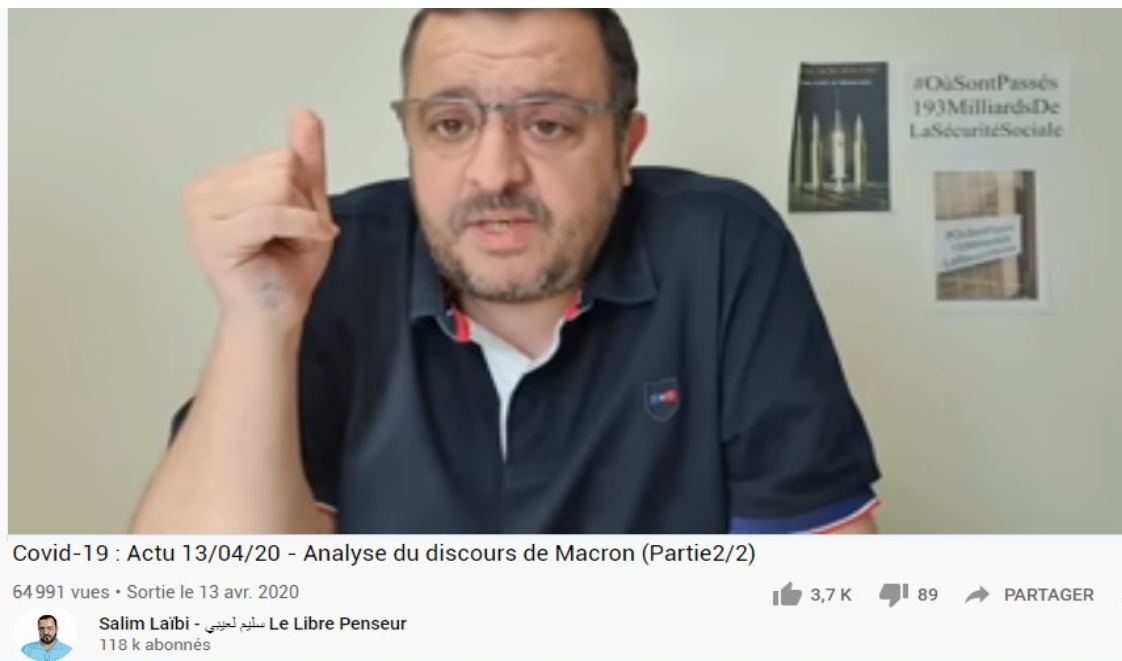 #OùSontPassés
193MilliardsDe
LaSécuritéSociale
Covid-19 : Actu 13/04/20 - Analyse du discours de Macron (Partie2/2)
64 991 vues • Sortie le 13 avr. 2020
3,7 K
89
PARTAGER
Salim Laïbi - سليم لعيبي Le Libre Penseur
118 k abonnés